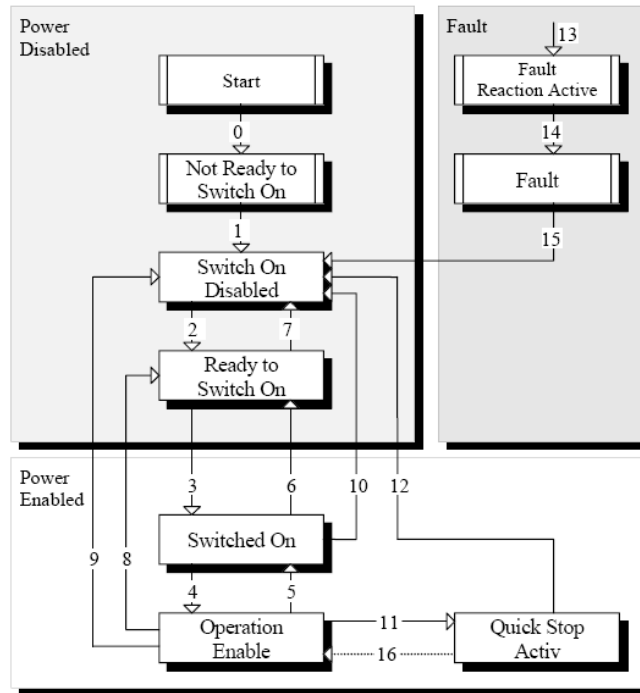 Power
Disabled
Fault
13
Start
Fault
Reaction Active
0
14
Not Ready to
Switch On
Fault
1
15
Switch On
Disabled
2
7
Ready to
Switch On
Power
Enabled
3
6
10
12
9
8
Switched On
4
5
Operation
Enable
11
16
Quick Stop
Activ